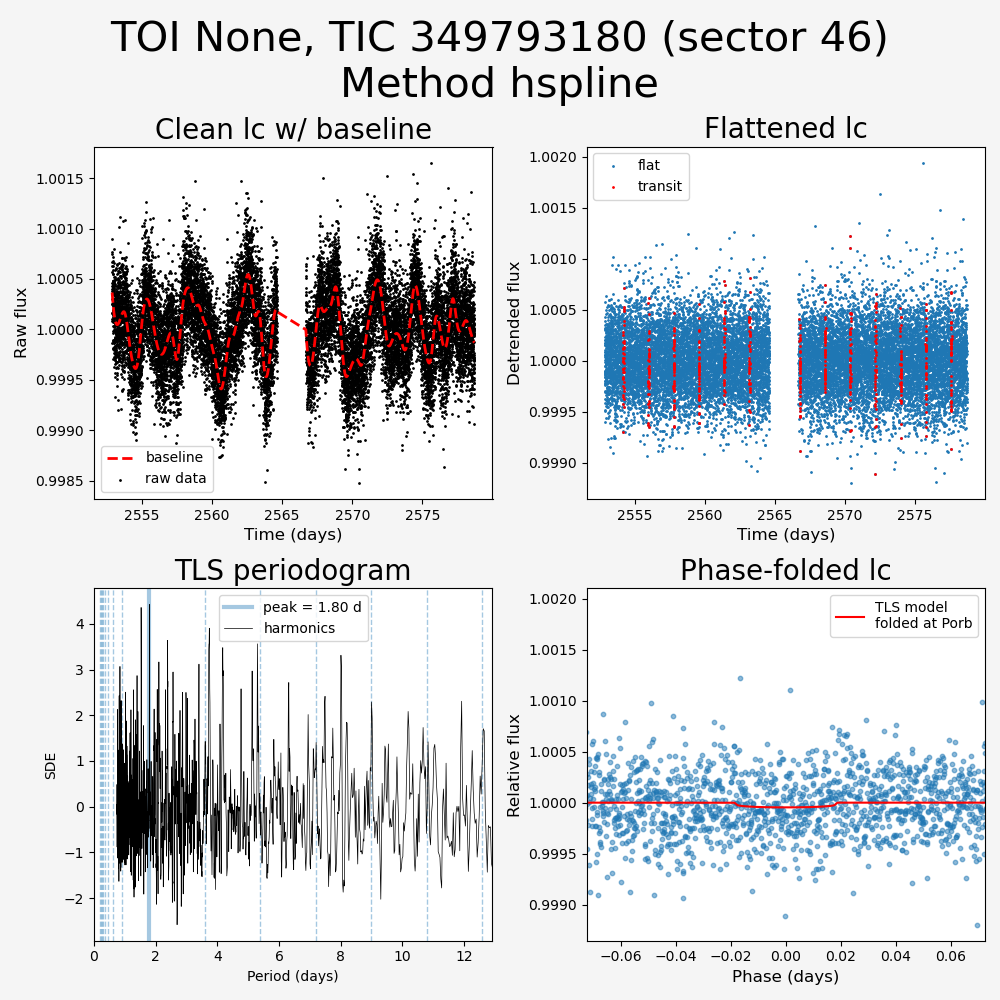 TOI None, TIC 349793180 (sector 46)
Method hspline
Clean lc w/ baseline
Raw flux
1.0015
1.0010
1.0005
1.0000
0.9995
0.9990
0.9985
baseline
raw data
2555 2560 2565 2570 2575
Time (days)
Flattened lc
Detrended flux
1.0020
1.0015
1.0010
1.0005
1.0000
0.9995
0.9990
flat
transit
2555 2560 2565 2570 2575
Time (days)
TLS periodogram
SDE
4
3
2
1
0
−1
−2
peak = 1.80 d
harmonics
0 2 4 6 8 10 12
Period (days)
Phase-folded lc
Relative flux
1.0020
1.0015
1.0010
1.0005
1.0000
0.9995
0.9990
TLS model
folded at Porb
−0.06 −0.04 −0.02 0.00 0.02 0.04 0.06
Phase (days)